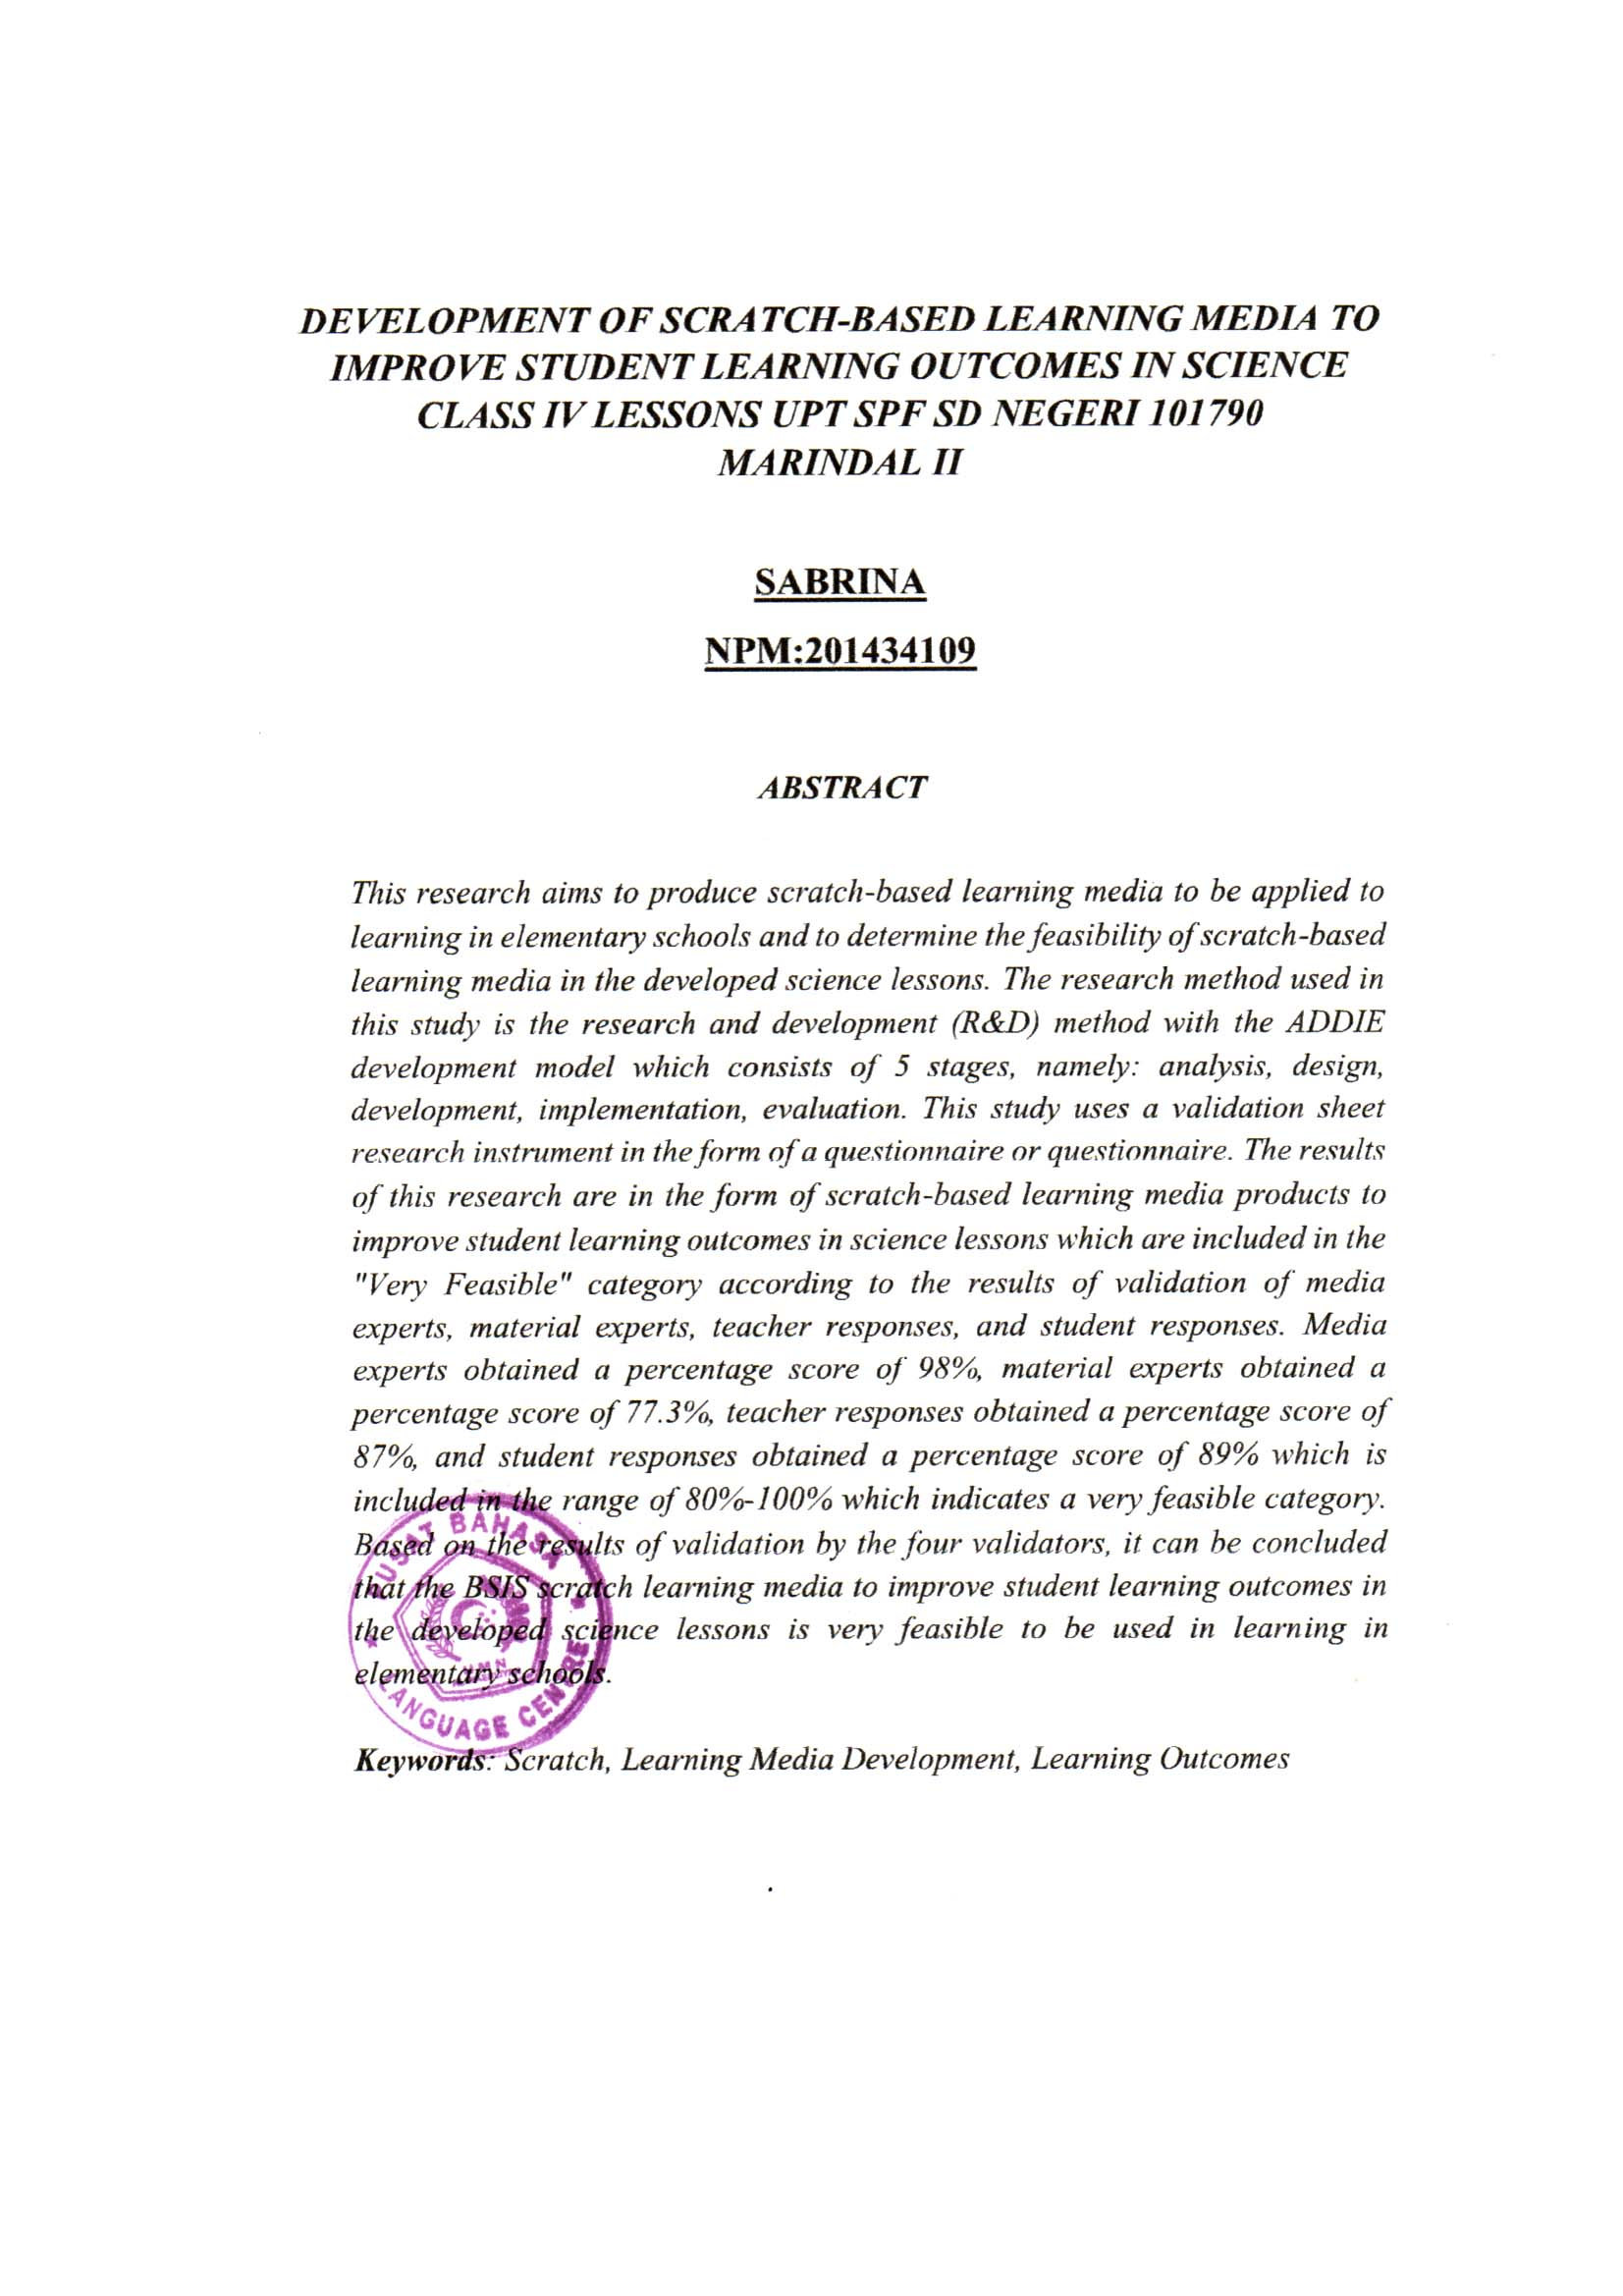 DEVELOPMENT OF SCRATCH-BASED LEARNING MEDIA TO
IMPROVE STUDENT LEARNING OUTCOMES IN SCIENCE
CLASS IV LESSONS UPT SPF SD NEGERI 101790
MARINDAL II
SABRINA
NPM:201434109
ABSTRACT
This research aims to produce scratch-based learning media to be applied to
learning in elementary schools and to determine the feasibility of scratch-based
learning media in the developed science lessons. The research method used in
this study is the research and development (R&D) method with the ADDIE
development model which consists of 5 stages, namely: analysis, design,
development, implementation, evaluation. This study uses a validation sheet
research instrument in the form of a questionnaire or questionnaire. The results
of this research are in the form of scratch-based learning media products to
improve student learning outcomes in science lessons which are included in the
"Very Feasible" category according to the results of validation of media
experts, material experts, teacher responses, and student responses. Media
experts obtained a percentage score of 98%, material experts obtained a
percentage score of 77.3%, teacher responses obtained a percentage score of
87%, and student responses obtained a percentage score of 89% which is
included in the range of 80%-100% which indicates a very feasible category.
Based on the results of validation by the four validators, it can be concluded
that the BSIS scratch learning media to improve student learning outcomes in
the developed science lessons is very feasible to be used in learning in
elementary schools.
PUSAT BAHASA
UMN
LANGUAGE CENTRE
Keywords: Scratch, Learning Media Development, Learning Outcomes